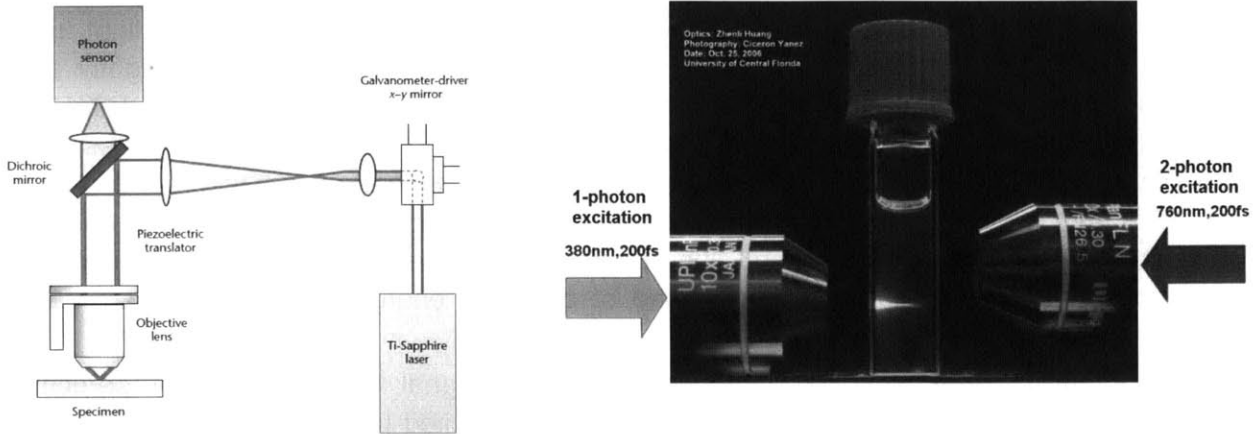 Photon
sensor
Galvanometer-driver
x–y mirror
Dichroic
mirror
Piezoelectric
translator
Objective
lens
Ti-Sapphire
laser
Specimen
Optics: Zhenli Huang
Photography: Ciceron Yanez
Date: Oct. 25, 2006
University of Central Florida
1-photon
excitation
380nm,200fs
2-photon
excitation
760nm,200fs
10x
JAPAN